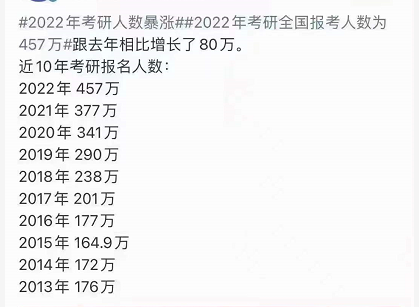 #2022年考研人数暴涨##2022年考研全国报考人数为
457万#跟去年相比增长了80万。
近10年考研报名人数：
2022年 457万
2021年 377万
2020年 341万
2019年 290万
2018年 238万
2017年 201万
2016年 177万
2015年 164.9万
2014年 172万
2013年 176万